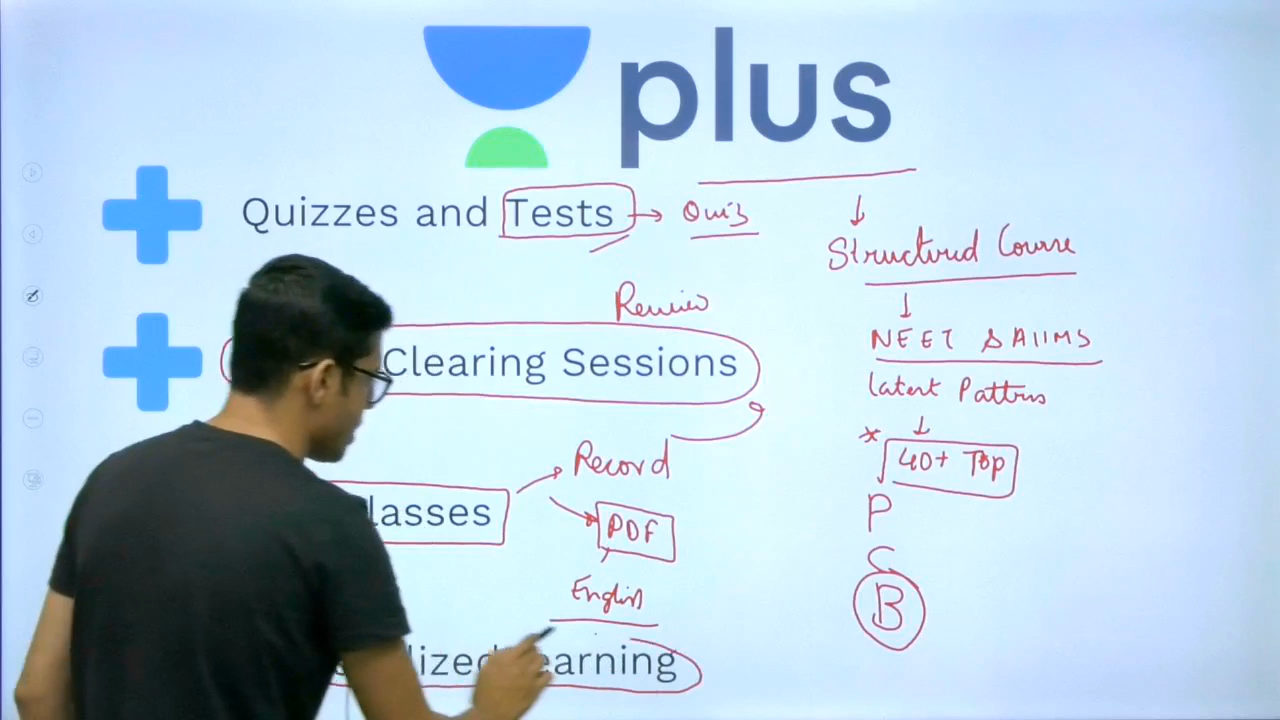 plus
Quizzes and Tests → Quiz
Clearing Sessions
Review
lasses
Record
PDF
English
lized earning
↓
Structured Course
↓
NEET & AIIMS
latent Pattern
↓
* 40+ Top
P
C
B